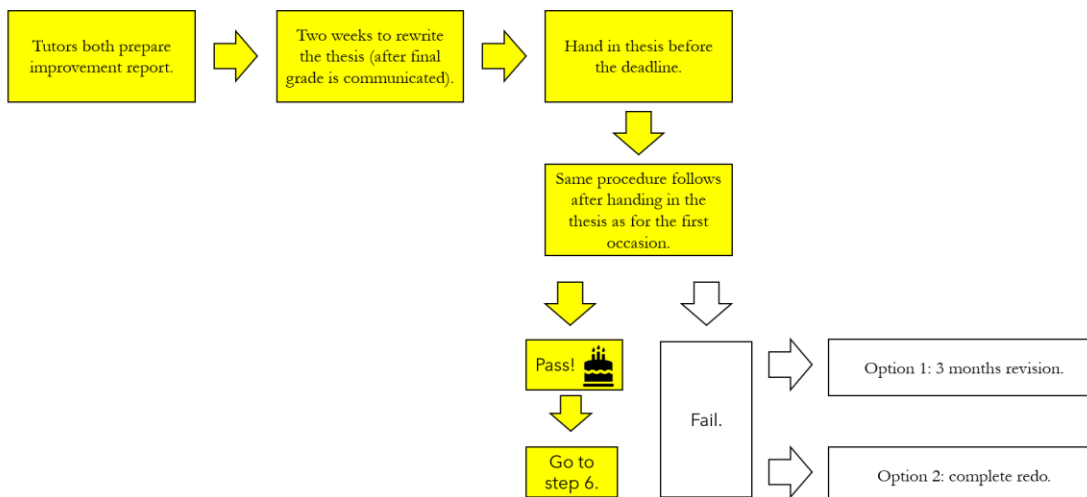 Tutors both prepare
improvement report.
Two weeks to rewrite
the thesis (after final
grade is communicated).
Hand in thesis before
the deadline.
Same procedure follows
after handing in the
thesis as for the first
occasion.
Pass!
Fail.
Option 1: 3 months revision.
Go to
step 6.
Option 2: complete redo.